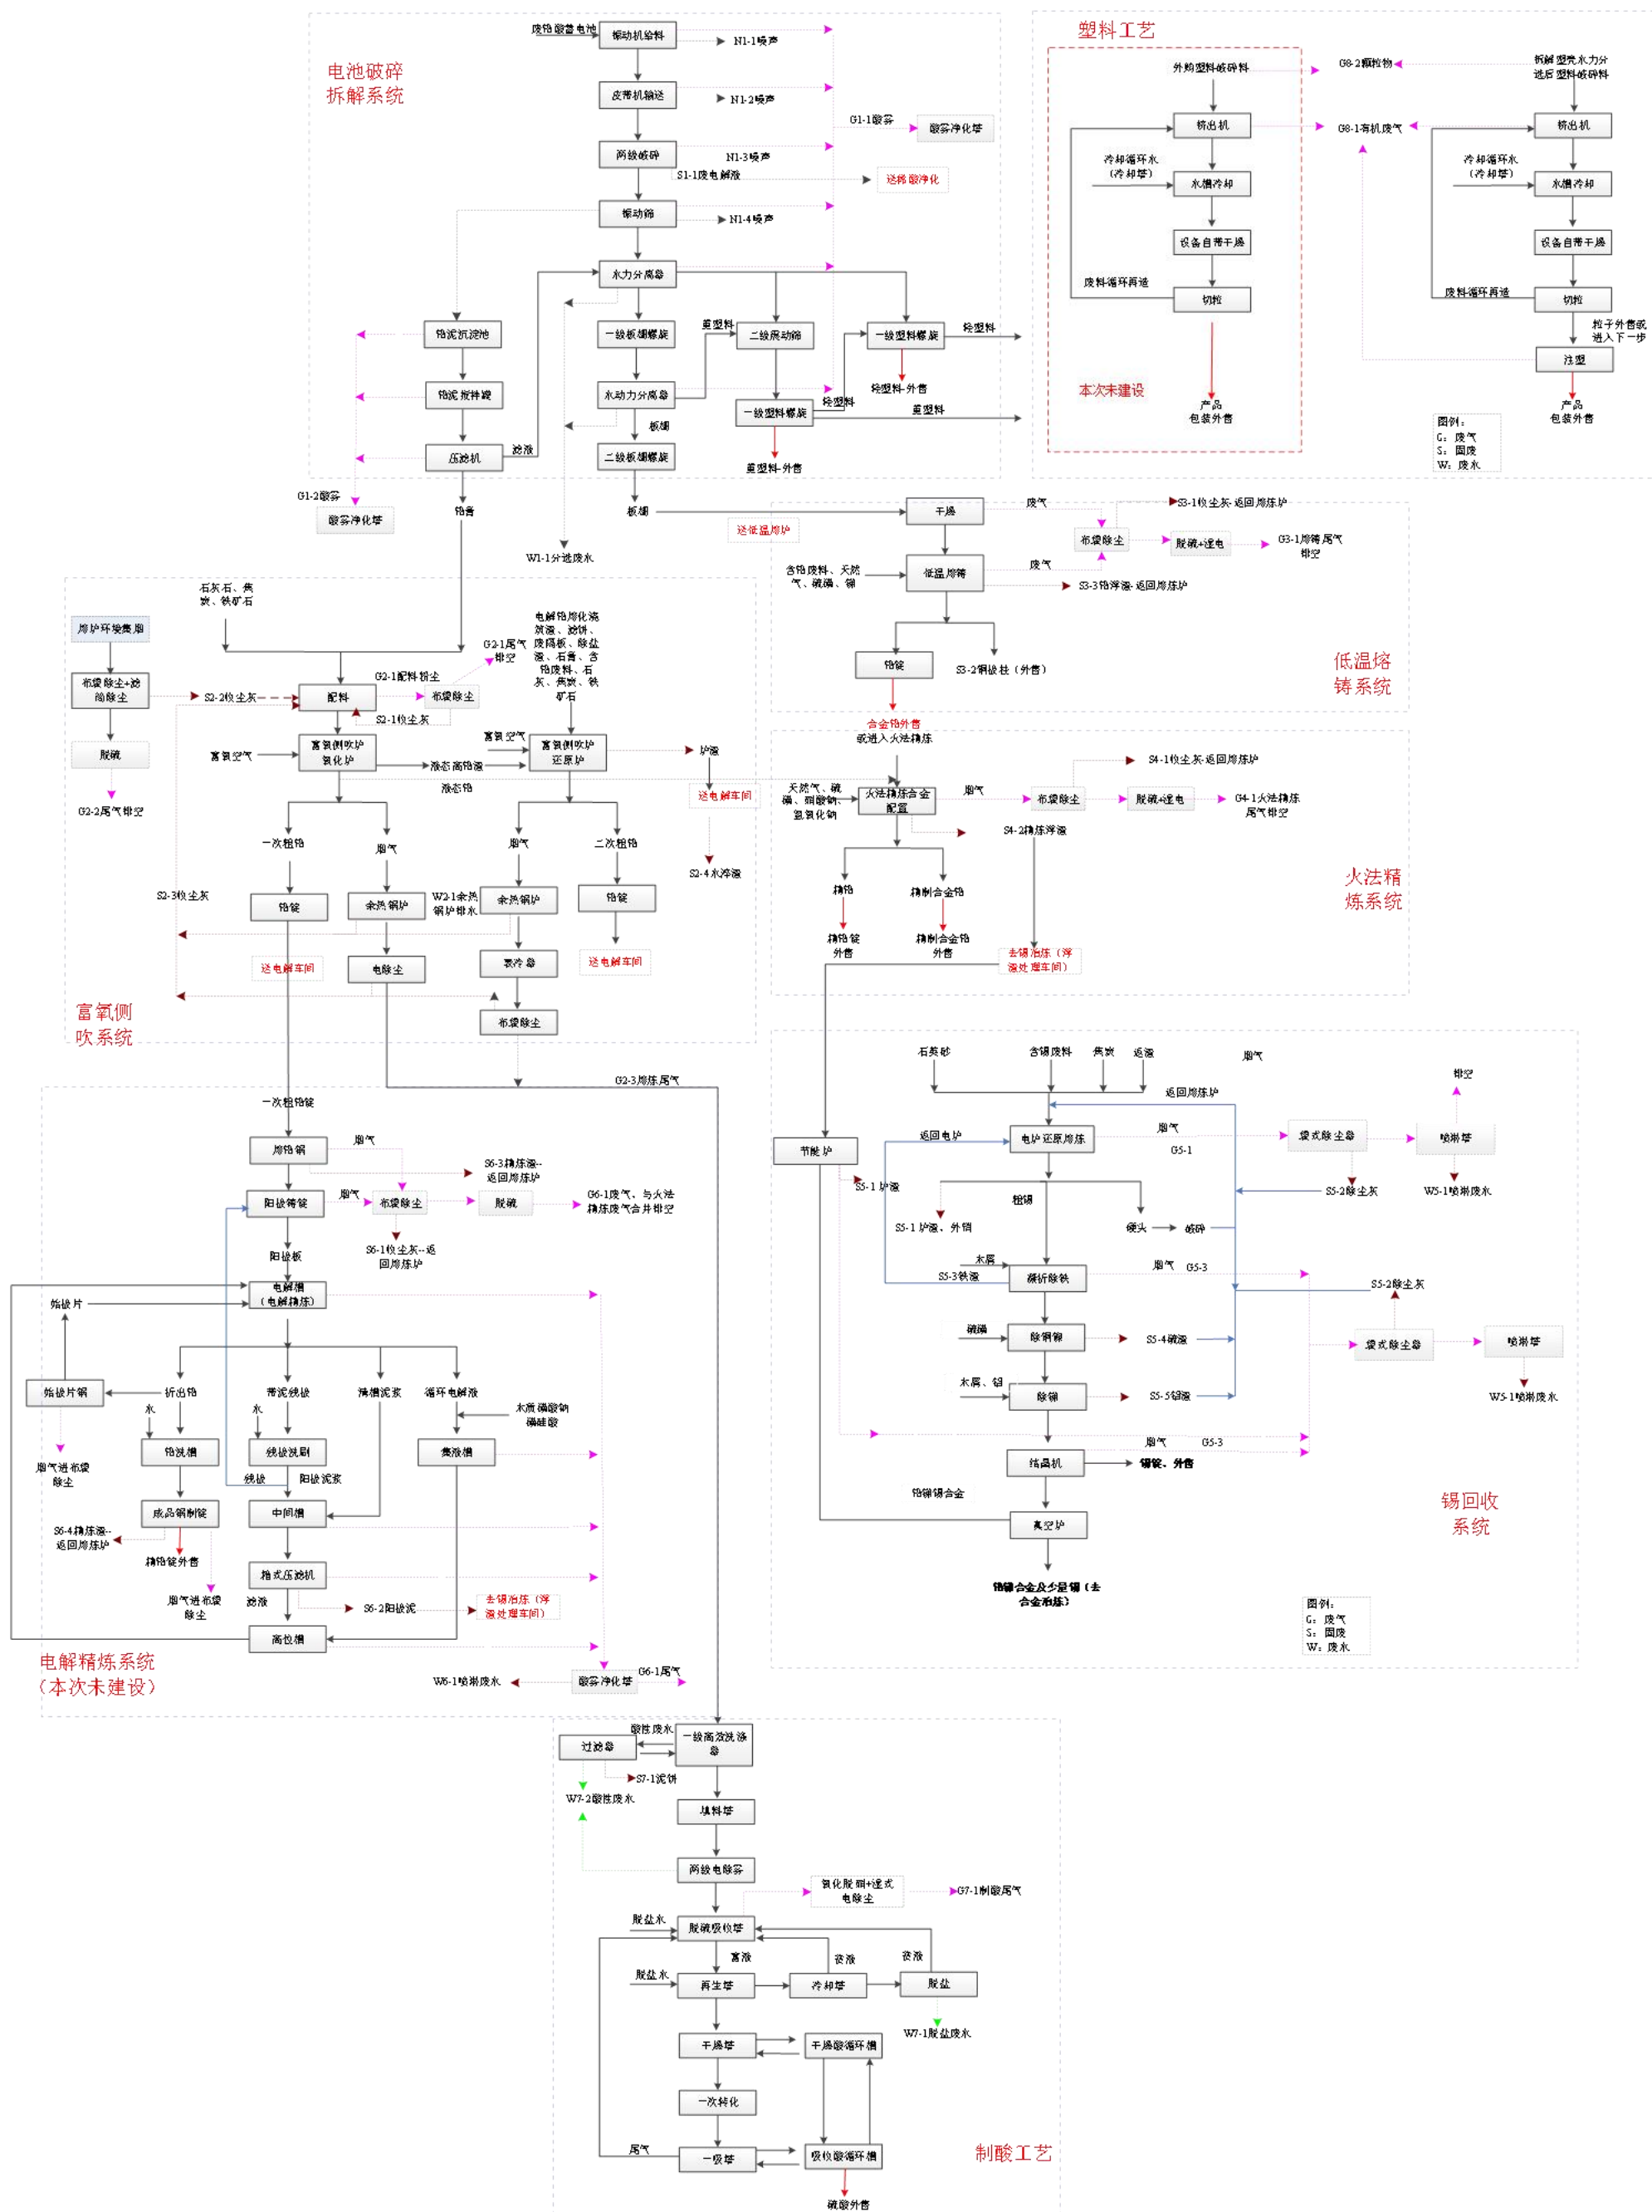 电池破碎
拆解系统
废铅酸蓄电池
振动机给料
N1-1噪声
皮带机输送
N1-2噪声
G1-1酸雾
酸雾净化塔
两级破碎
N1-3噪声
S1-1废电解液
送稀酸净化
振动筛
N1-4噪声
水力分离器
铅泥沉淀池
一级板栅螺旋
重塑料
二级震动筛
一级塑料螺旋
轻塑料
铅泥搅拌罐
水动力分离器
轻塑料-外售
轻塑料
一级塑料螺旋
重塑料
板栅
压滤机
滤液
二级板栅螺旋
重塑料-外售
G1-2酸雾
酸雾净化塔
铅膏
板栅
W1-1分选废水
塑料工艺
外购塑料破碎料
G8-2颗粒物
拆解塑壳水力分
选后塑料破碎料
挤出机
G8-1有机废气
挤出机
冷却循环水
(冷却塔)
水槽冷却
冷却循环水
(冷却塔)
水槽冷却
设备自带干燥
设备自带干燥
废料循环再造
切粒
废料循环再造
切粒
粒子外售或
进入下一步
注塑
本次未建设
产品
包装外售
产品
包装外售
图例:
G:废气
S:固废
W:废水
送低温熔炉
干燥
废气
S3-1收尘灰-返回熔炼炉
布袋除尘
脱硫+湿电
G3-1熔铸尾气
排空
含铅废料、天然
气、硫磺、锑
低温熔铸
废气
S3-3铅浮渣-返回熔炼炉
铅锭
S3-2铜极柱(外售)
低温熔
铸系统
合金铅外售
或进入火法精炼
石灰石、焦
炭、铁矿石
熔炉环境集烟
布袋除尘+滤
筒除尘
S2-2收尘灰
配料
G2-1配料粉尘
布袋除尘
G2-1尾气
排空
S2-1收尘灰
电解铅熔化浇
筑渣、滤饼、
废隔板、除盐
渣、石膏、含
铅废料、石
灰、焦炭、铁
矿石
脱硫
G2-2尾气排空
富氧空气
富氧侧吹炉
氧化炉
液态高铅渣
富氧空气
富氧侧吹炉
还原炉
炉渣
液态铅
送电解车间
一次粗铅
烟气
烟气
二次粗铅
S2-4水淬渣
S2-3收尘灰
铅锭
余热锅炉
W2-1余热
锅炉排水
余热锅炉
铅锭
送电解车间
电除尘
表冷器
送电解车间
布袋除尘
富氧侧
吹系统
G2-3熔炼尾气
天然气、硫
磺、硝酸钠、
氢氧化钠
火法精炼合金
配置
烟气
布袋除尘
S4-1收尘灰-返回熔炼炉
脱硫+湿电
G4-1火法精炼
尾气排空
S4-2精炼浮渣
精铅
精制合金铅
精铅锭
外售
精制合金铅
外售
去锡冶炼(浮
渣处理车间)
火法精
炼系统
石英砂
含锡废料
焦炭
返渣
烟气
返回熔炼炉
排空
节能炉
返回电炉
电炉还原熔炼
烟气
G5-1
袋式除尘器
喷淋塔
S5-1 炉渣
S5-2除尘灰
W5-1喷淋废水
S5-1 炉渣、外销
粗锡
硬头
破碎
木屑
S5-3铁渣
凝析除铁
烟气
G5-3
S5-2除尘灰
硫磺
除铜镍
S5-4硫渣
袋式除尘器
喷淋塔
木屑、铝
除锑
S5-5铝渣
W5-1喷淋废水
烟气
G5-3
结晶机
锡锭、外售
铅锑锡合金
真空炉
锡回收
系统
铅锑合金及少量锡(去
合金冶炼)
图例:
G:废气
S:固废
W:废水
一次粗铅锭
熔铅锅
烟气
S6-3精炼渣--
返回熔炼炉
阳极铸锭
烟气
布袋除尘
脱硫
G6-1废气、与火法
精炼废气合并排空
S6-1收尘灰--返
回熔炼炉
阳极板
电解槽
(电解精炼)
始极片
始极片锅
析出铅
带泥残极
清槽泥浆
循环电解液
水
水
木质磺酸钠
磺硅酸
铅洗槽
残极洗刷
集液槽
烟气进布袋
除尘
残极
阳极泥浆
成品锅制锭
中间槽
S6-4精炼渣--
返回熔炼炉
精铅锭外售
箱式压滤机
烟气进布袋
除尘
滤液
S6-2阳极泥
去锡冶炼(浮
渣处理车间)
高位槽
电解精炼系统
(本次未建设)
W6-1喷淋废水
酸雾净化塔
G6-1尾气
过滤器
酸性废水
一级高效洗涤
器
S7-1泥饼
W7-2酸性废水
填料塔
两级电除雾
氧化脱硝+湿式
电除尘
G7-1制酸尾气
脱盐水
脱硫吸收塔
富液
贫液
贫液
脱盐水
再生塔
冷却塔
脱盐
W7-1脱盐废水
干燥塔
干燥酸循环槽
一次转化
尾气
一吸塔
吸收酸循环槽
制酸工艺
硫酸外售